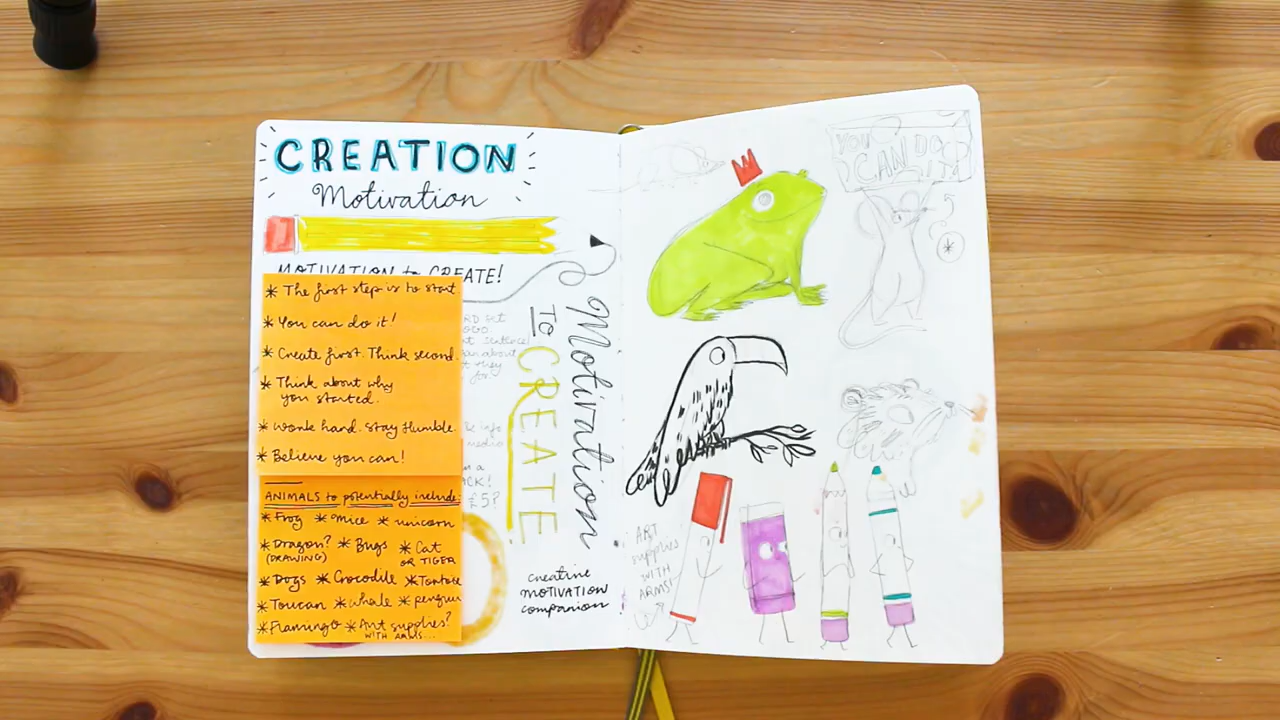 CREATION
Motivation
MOTIVATION to CREATE!
* The first step is to start
* You can do it!
* Create first. Think second.
* Think about why
you started.
* Work hard. Stay Humble.
* Believe you can!
ANIMALS to potentially include:
* Frog * mice * unicorn
* Dragon? * Bugs * Cat
(DRAWING) OR TIGER
* Dogs * Crocodile * Tortoise
* Toucan * whale * penguin
* Flamingo * Art supplies?
WITH ARMS...
£5?
Motivation
TO
CREATE
creative
MOTIVATION
companion
YOU CAN DO IT!
*
ART
supplies
WITH
ARMS!